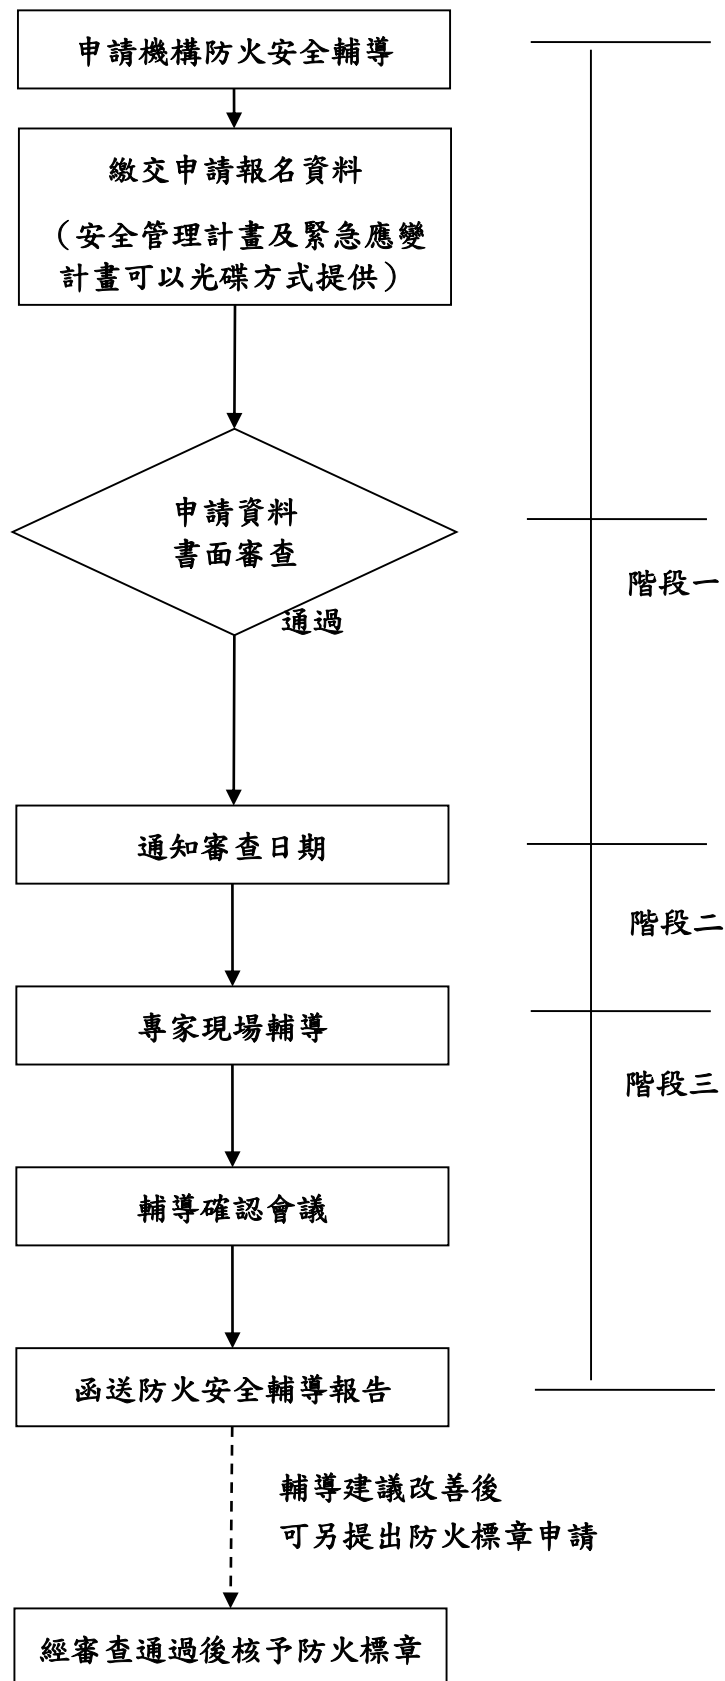 申請機構防火安全輔導
繳交申請報名資料
（安全管理計畫及緊急應變
計畫可以光碟方式提供）
申請資料
書面審查
階段一
通過
通知審查日期
階段二
專家現場輔導
階段三
輔導確認會議
函送防火安全輔導報告
輔導建議改善後
可另提出防火標章申請
經審查通過後核予防火標章